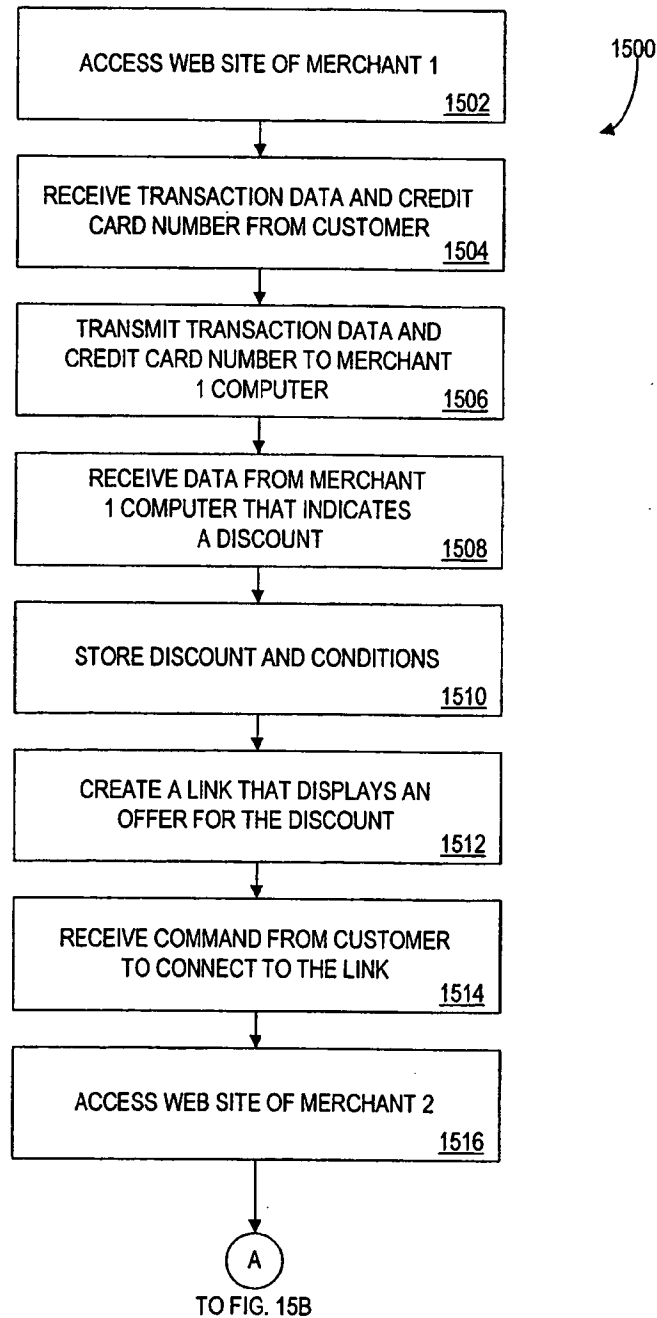 ACCESS WEB SITE OF MERCHANT 1
1502
1500
RECEIVE TRANSACTION DATA AND CREDIT
CARD NUMBER FROM CUSTOMER
1504
TRANSMIT TRANSACTION DATA AND
CREDIT CARD NUMBER TO MERCHANT
1 COMPUTER
1506
RECEIVE DATA FROM MERCHANT
1 COMPUTER THAT INDICATES
A DISCOUNT
1508
STORE DISCOUNT AND CONDITIONS
1510
CREATE A LINK THAT DISPLAYS AN
OFFER FOR THE DISCOUNT
1512
RECEIVE COMMAND FROM CUSTOMER
TO CONNECT TO THE LINK
1514
ACCESS WEB SITE OF MERCHANT 2
1516
A
TO FIG. 15B